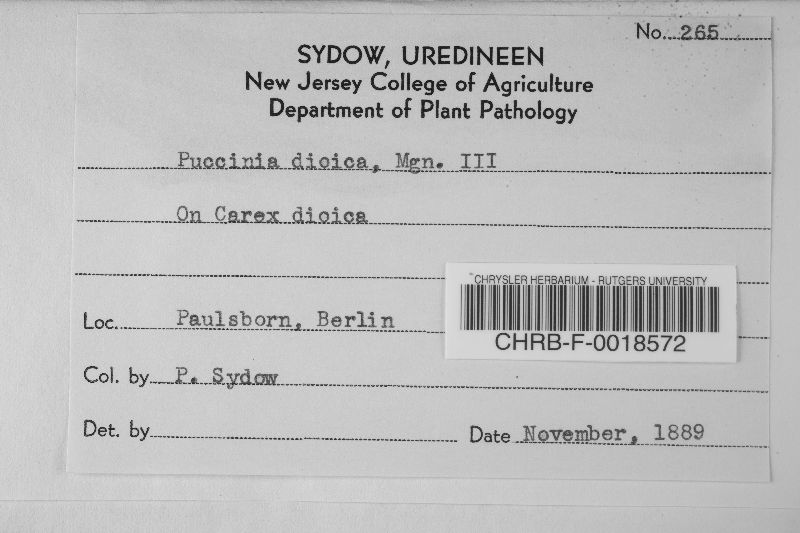 No. 265
SYDOW, UREDINEEN
New Jersey College of Agriculture
Department of Plant Pathology
Puccinia dioica, Mgn. III
On Carex dioica
CHRYSLER HERBARIUM - RUTGERS UNIVERSITY
CHRB-F-0018572
Loc. Paulsborn, Berlin
Col. by P. Sydow
Det. by
Date November, 1889